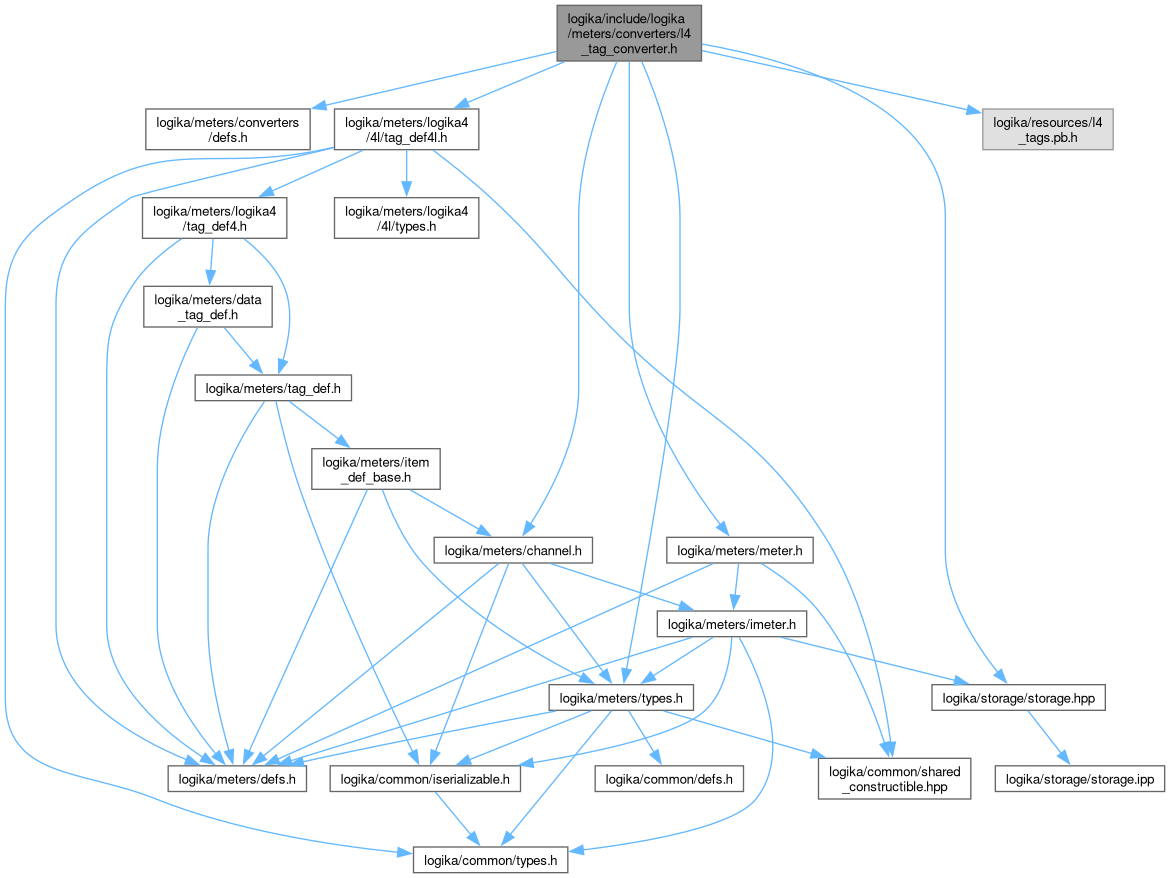 logika/include/logika
/meters/converters/l4
_tag_converter.h
logika/meters/converters
/defs.h
logika/meters/logika4
/4l/tag_def4l.h
logika/resources/l4
_tags.pb.h
logika/meters/logika4
/tag_def4.h
logika/meters/logika4
/4l/types.h
logika/meters/data
_tag_def.h
logika/meters/tag_def.h
logika/meters/item
_def_base.h
logika/meters/channel.h
logika/meters/meter.h
logika/meters/imeter.h
logika/meters/types.h
logika/storage/storage.hpp
logika/meters/defs.h
logika/common/iserializable.h
logika/common/defs.h
logika/common/shared
_constructible.hpp
logika/storage/storage.ipp
logika/common/types.h